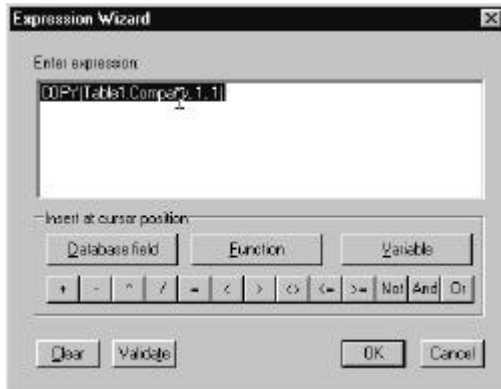 Expression Wizard
Enter expression:
COPY(Table1.Company, 1, 1)
Insert at cursor position
Database field Function Variable
+ - * / = < > <> <= >= Not And Or
Clear Validate OK Cancel